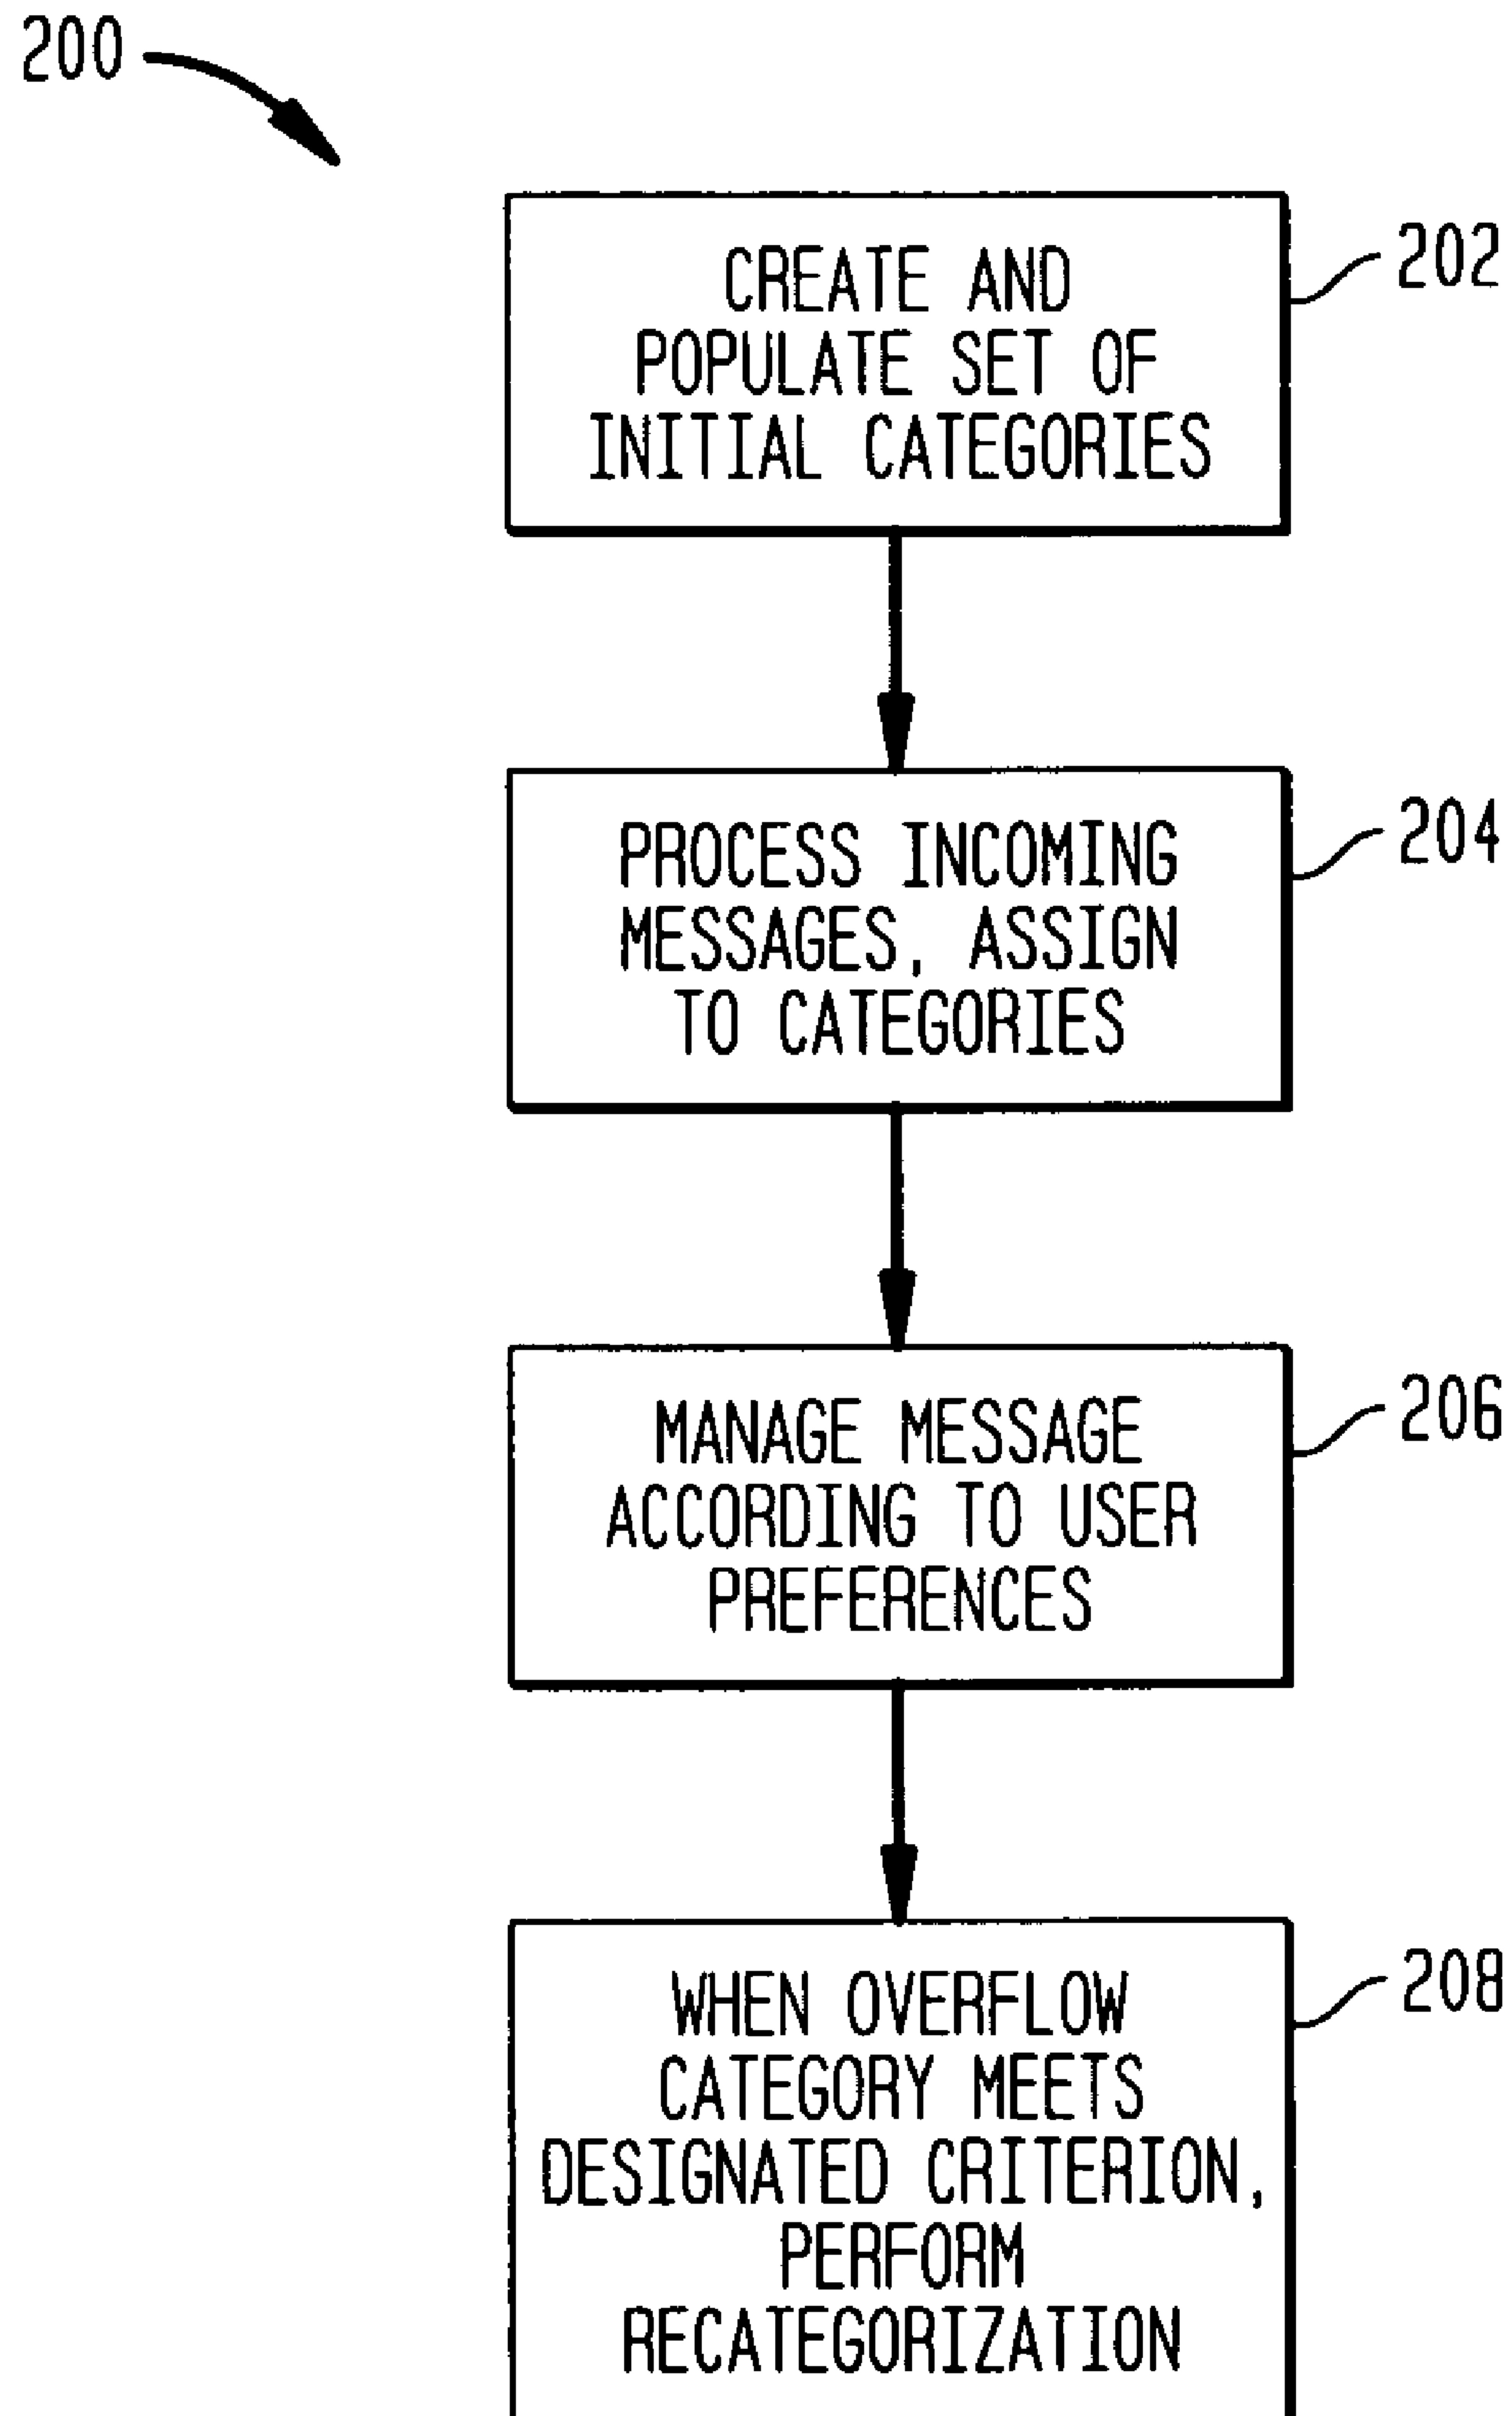 200
CREATE AND
POPULATE SET OF
INITIAL CATEGORIES
202
PROCESS INCOMING
MESSAGES, ASSIGN
TO CATEGORIES
204
MANAGE MESSAGE
ACCORDING TO USER
PREFERENCES
206
WHEN OVERFLOW
CATEGORY MEETS
DESIGNATED CRITERION,
PERFORM
RECATEGORIZATION
208